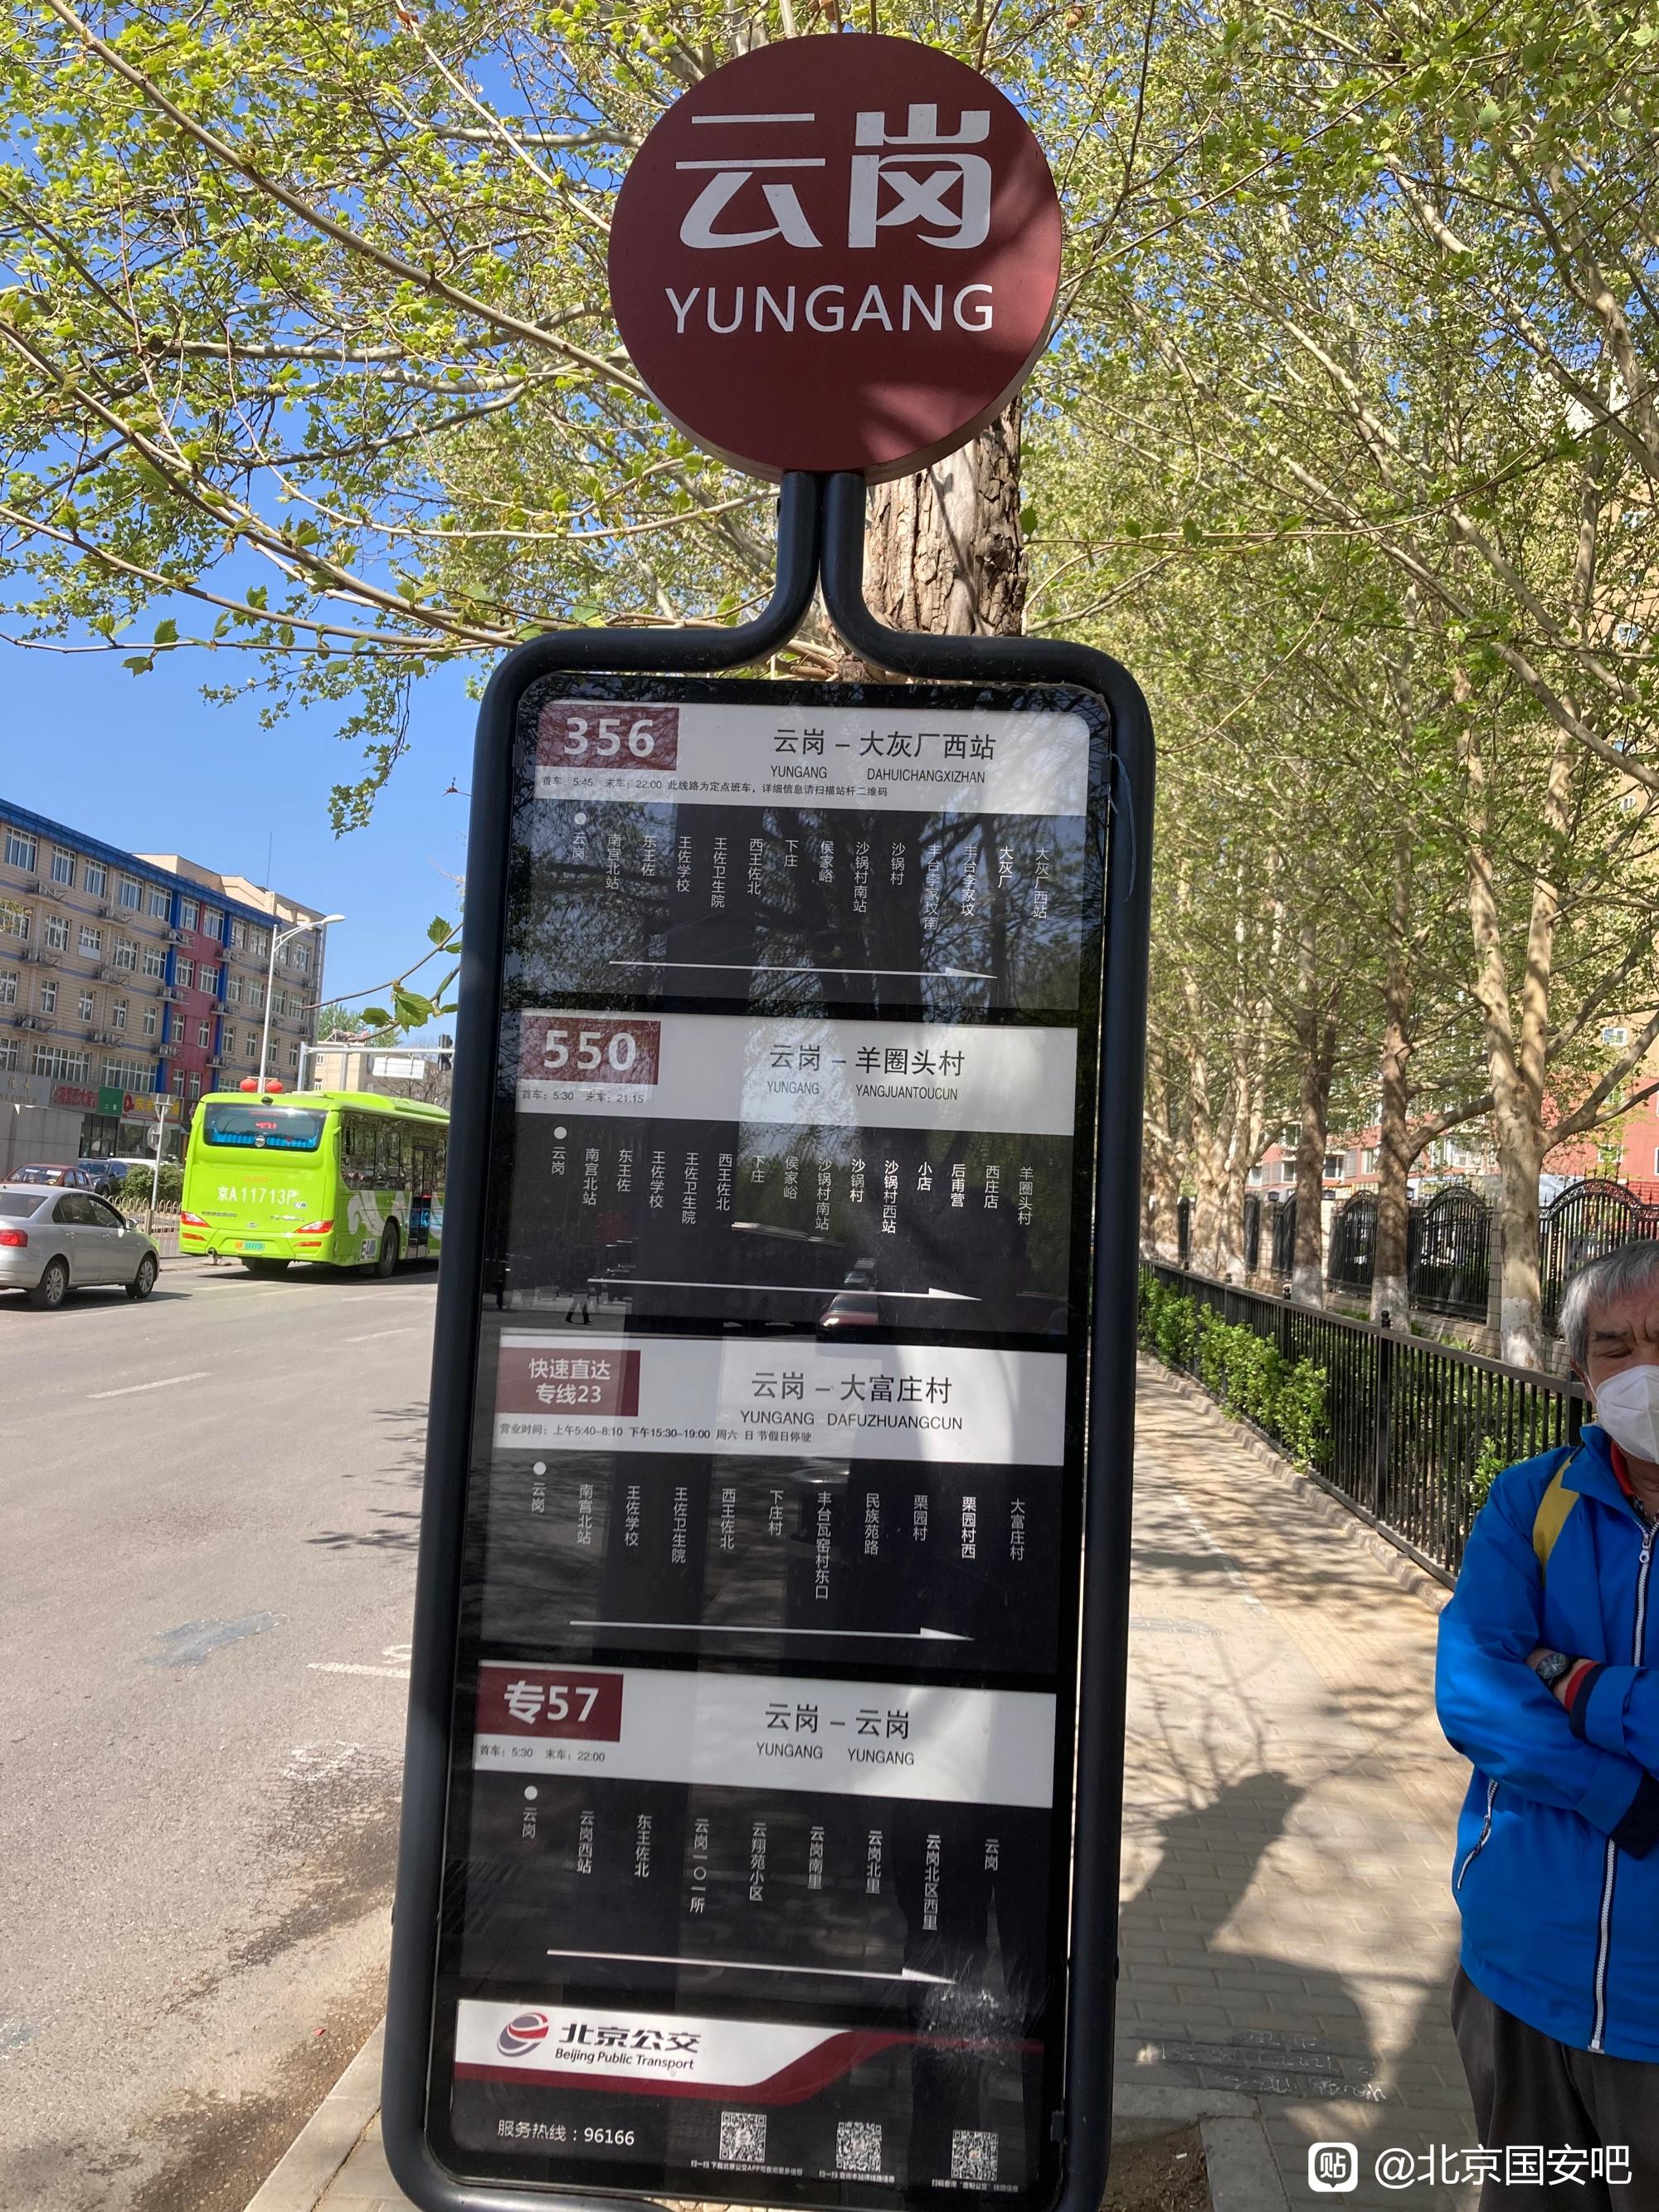 云岗
YUNGANG
356
云岗 – 大灰厂西站
YUNGANG DAHUICHANGXIZHAN
首车：5:45 末车：22:00 此线路为定点班车，详细信息请扫描站杆二维码
云岗
南宫北站
东王佐
王佐学校
王佐卫生院
西王佐北
下庄
侯家峪
沙锅村南站
沙锅村
丰台李家坟南
丰台李家坟
大灰厂
大灰厂西站
550
云岗 – 羊圈头村
YUNGANG YANGJUANTOUCUN
首车：5:30 末车：21:15
云岗
南宫北站
东王佐
王佐学校
王佐卫生院
西王佐北
下庄
侯家峪
沙锅村南站
沙锅村
沙锅村西站
小店
后甫营
西庄店
羊圈头村
快速直达
专线23
云岗 – 大富庄村
YUNGANG DAFUZHUANGCUN
营业时间：上午5:40–8:10 下午15:30–19:00 周六 日 节假日停驶
云岗
南宫北站
王佐学校
王佐卫生院
西王佐北
下庄村
丰台瓦窑村东口
民族苑路
栗园村
栗园村西
大富庄村
专57
云岗 – 云岗
YUNGANG YUNGANG
首车：5:30 末车：22:00
云岗
云岗西站
东王佐北
云岗一〇一所
云翔苑小区
云岗南里
云岗北里
云岗北区西里
云岗
北京公交
Beijing Public Transport
服务热线：96166
京A11713P
贴 @北京国安吧